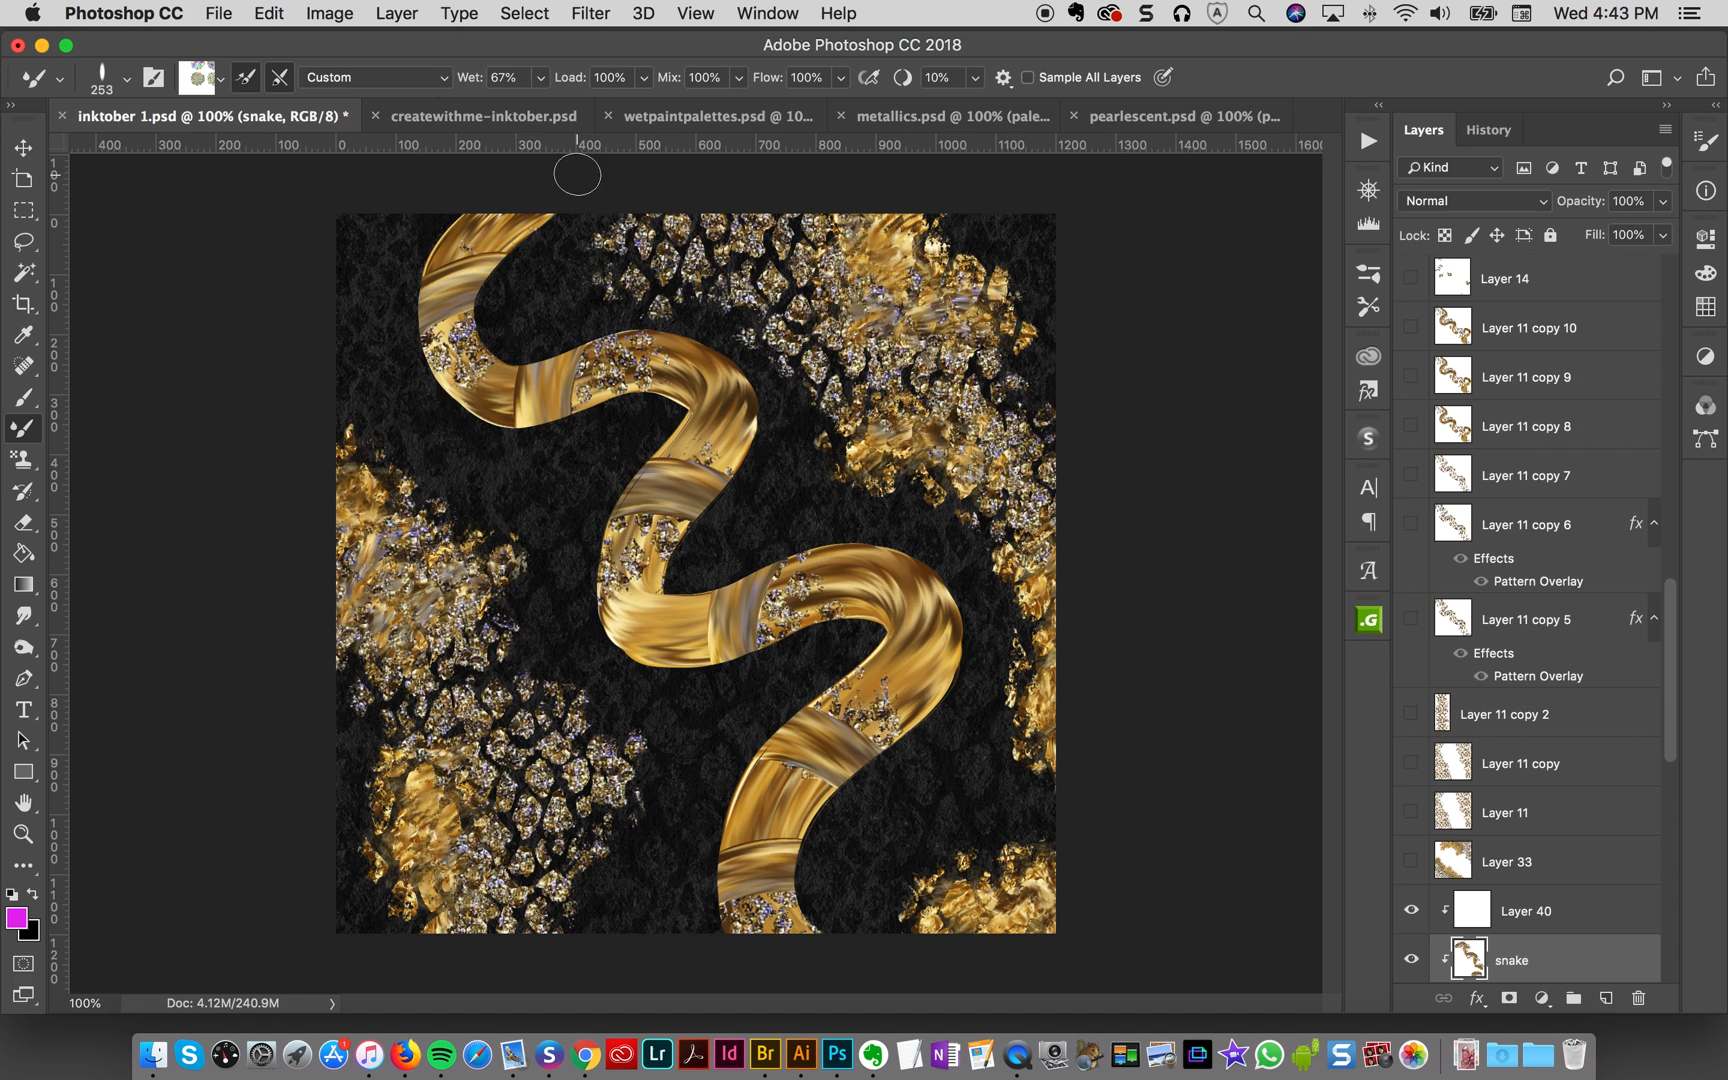 Photoshop CC File Edit Image Layer Type Select Filter 3D View Window Help Wed 4:43 PM
Adobe Photoshop CC 2018
253 Custom Wet: 67% Load: 100% Mix: 100% Flow: 100% 10% Sample All Layers
inktober 1.psd @ 100% (snake, RGB/8) * createwithme-inktober.psd wetpaintpalettes.psd @ 10... metallics.psd @ 100% (pale... pearlescent.psd @ 100% (p...
400 300 200 100 0 100 200 300 400 500 600 700 800 900 1000 1100 1200 1300 1400 1500 1600
Layers History
Kind
Normal Opacity: 100%
Lock: Fill: 100%
Layer 14
Layer 11 copy 10
Layer 11 copy 9
Layer 11 copy 8
Layer 11 copy 7
Layer 11 copy 6 fx
Effects
Pattern Overlay
Layer 11 copy 5 fx
Effects
Pattern Overlay
Layer 11 copy 2
Layer 11 copy
Layer 11
Layer 33
Layer 40
snake
100% Doc: 4.12M/240.9M
fx
1 Lr Id Br Ai Ps